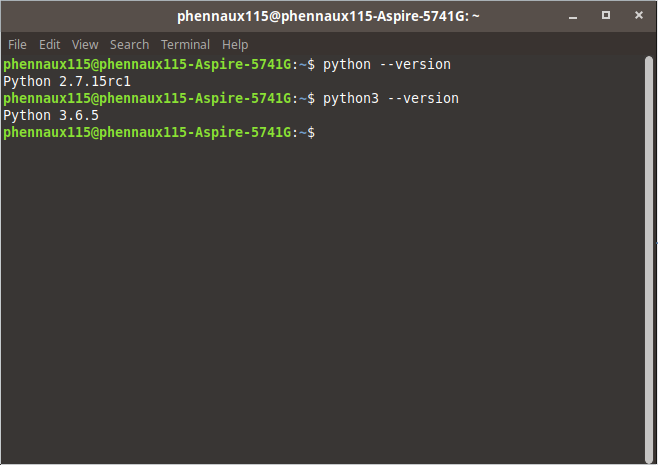 phennaux115@phennaux115-Aspire-5741G: ~
File Edit View Search Terminal Help
phennaux115@phennaux115-Aspire-5741G:~$ python --version
Python 2.7.15rc1
phennaux115@phennaux115-Aspire-5741G:~$ python3 --version
Python 3.6.5
phennaux115@phennaux115-Aspire-5741G:~$